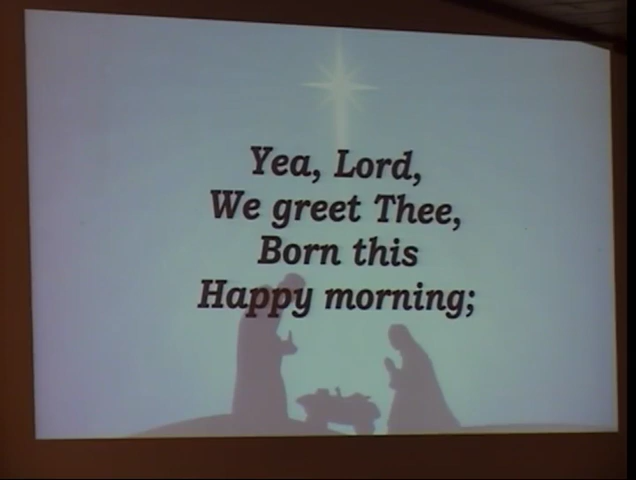 Yea, Lord,
We greet Thee,
Born this
Happy morning;